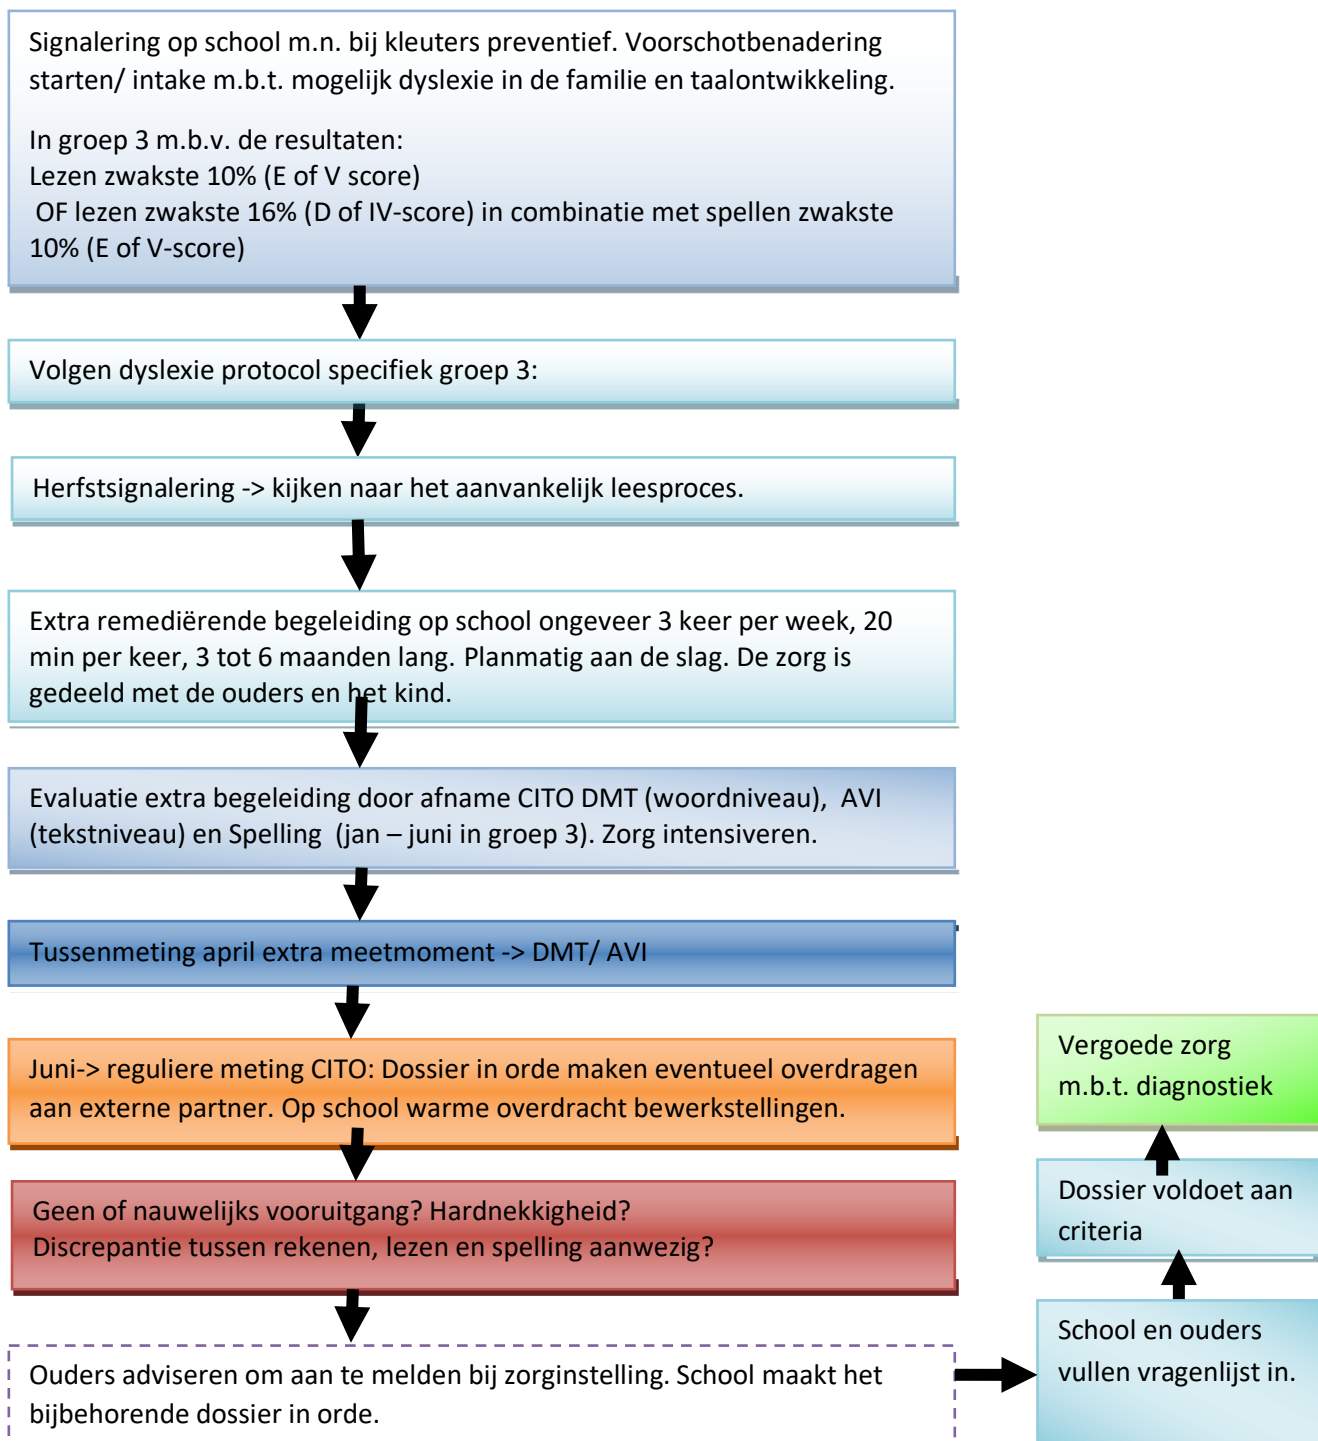 Signalering op school m.n. bij kleuters preventief. Voorschotbenadering
starten/ intake m.b.t. mogelijk dyslexie in de familie en taalontwikkeling.
In groep 3 m.b.v. de resultaten:
Lezen zwakste 10% (E of V score)
OF lezen zwakste 16% (D of IV-score) in combinatie met spellen zwakste
10% (E of V-score)
Volgen dyslexie protocol specifiek groep 3:
Herfstsignalering -> kijken naar het aanvankelijk leesproces.
Extra remediërende begeleiding op school ongeveer 3 keer per week, 20
min per keer, 3 tot 6 maanden lang. Planmatig aan de slag. De zorg is
gedeeld met de ouders en het kind.
Evaluatie extra begeleiding door afname CITO DMT (woordniveau),  AVI
(tekstniveau) en Spelling  (jan – juni in groep 3). Zorg intensiveren.
Tussenmeting april extra meetmoment -> DMT/ AVI
Juni-> reguliere meting CITO: Dossier in orde maken eventueel overdragen
aan externe partner. Op school warme overdracht bewerkstellingen.
Geen of nauwelijks vooruitgang? Hardnekkigheid?
Discrepantie tussen rekenen, lezen en spelling aanwezig?
Ouders adviseren om aan te melden bij zorginstelling. School maakt het
bijbehorende dossier in orde.
School en ouders
vullen vragenlijst in.
Dossier voldoet aan
criteria
Vergoede zorg
m.b.t. diagnostiek